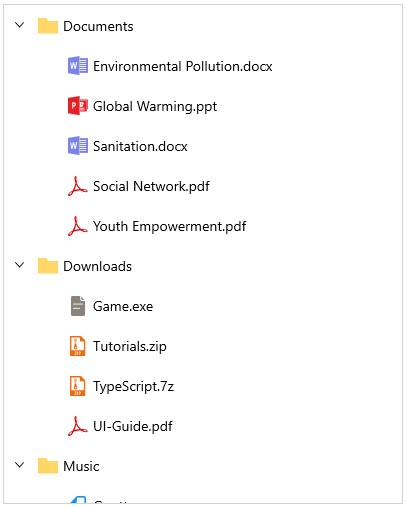 Documents
Environmental Pollution.docx
Global Warming.ppt
Sanitation.docx
Social Network.pdf
Youth Empowerment.pdf
Downloads
Game.exe
Tutorials.zip
TypeScript.7z
UI-Guide.pdf
Music